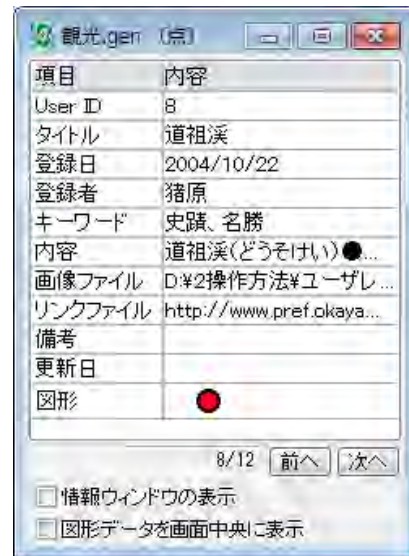 観光.gen (点)
項目 内容
User ID 8
タイトル 道祖渓
登録日 2004/10/22
登録者 猪原
キーワード 史蹟、名勝
内容 道祖渓(どうそけい)●...
画像ファイル D:¥2操作方法¥ユーザレ...
リンクファイル http://www.pref.okaya...
備考
更新日
図形
8/12 前へ 次へ
情報ウィンドウの表示
図形データを画面中央に表示